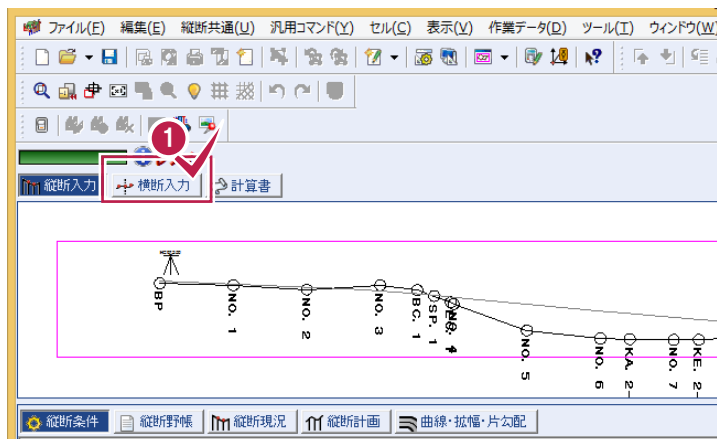 ファイル(F) 編集(E) 縦断共通(U) 汎用コマンド(Y) セル(C) 表示(V) 作業データ(D) ツール(T) ウィンドウ(W)
1
縦断入力 横断入力 計算書
BP
NO. 1
NO. 2
NO. 3
BC. 1
SP. 1
NO. 5
NO. 6
KA. 2-
NO. 7
KE. 2-
縦断条件 縦断野帳 縦断現況 縦断計画 曲線・拡幅・片勾配